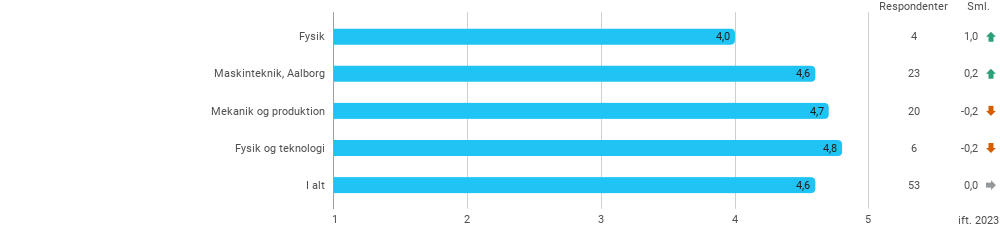 Respondenter Sml.
Fysik 4,0 4 1,0
Maskinteknik, Aalborg 4,6 23 0,2
Mekanik og produktion 4,7 20 -0,2
Fysik og teknologi 4,8 6 -0,2
I alt 4,6 53 0,0
1 2 3 4 5 ift. 2023